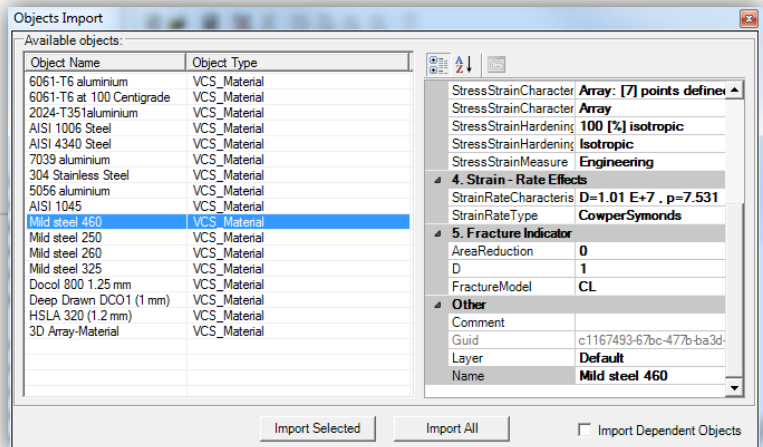 Objects Import
Available objects:
Object Name Object Type
6061-T6 aluminium VCS_Material
6061-T6 at 100 Centigrade VCS_Material
2024-T351aluminium VCS_Material
AISI 1006 Steel VCS_Material
AISI 4340 Steel VCS_Material
7039 aluminium VCS_Material
304 Stainless Steel VCS_Material
5056 aluminium VCS_Material
AISI 1045 VCS_Material
Mild steel 460 VCS_Material
Mild steel 250 VCS_Material
Mild steel 260 VCS_Material
Mild steel 325 VCS_Material
Docol 800 1.25 mm VCS_Material
Deep Drawn DCO1 (1 mm) VCS_Material
HSLA 320 (1.2 mm) VCS_Material
3D Array-Material VCS_Material
StressStrainCharacter Array: [7] points defined
StressStrainCharacter Array
StressStrainHardening 100 [%] isotropic
StressStrainHardening Isotropic
StressStrainMeasure Engineering
4. Strain - Rate Effects
StrainRateCharacteris D=1.01 E+7 , p=7.531
StrainRateType CowperSymonds
5. Fracture Indicator
AreaReduction 0
D 1
FractureModel CL
Other
Comment
Guid c1167493-67bc-477b-ba3d-
Layer Default
Name Mild steel 460
Import Selected Import All Import Dependent Objects